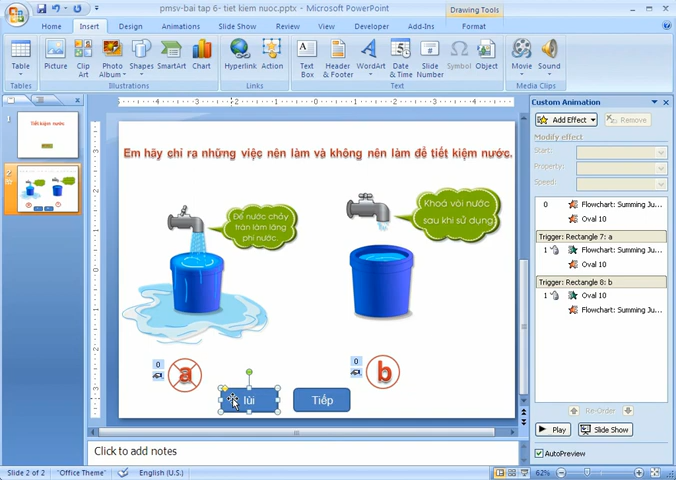 pmsv-bai tap 6- tiet kiem nuoc.pptx - Microsoft PowerPoint
Drawing Tools
Home Insert Design Animations Slide Show Review View Developer Add-Ins Format
Table
Picture
Clip Art
Photo Album
Shapes
SmartArt
Chart
Hyperlink
Action
Text Box
Header & Footer
WordArt
Date & Time
Slide Number
Symbol
Object
Movie
Sound
Tables Illustrations Links Text Media Clips
Tiết kiệm nước
1
2
Em hãy chỉ ra những việc nên làm và không nên làm để tiết kiệm nước.
Để nước chảy
tràn làm lãng
phí nước.
Khoá vòi nước
sau khi sử dụng
0
a
0
b
lùi
Tiếp
Click to add notes
Custom Animation
Add Effect
Remove
Modify effect
Start:
Property:
Speed:
0 Flowchart: Summing Ju...
Oval 10
Trigger: Rectangle 7: a
1 Flowchart: Summing Ju...
Oval 10
Trigger: Rectangle 8: b
1 Oval 10
Flowchart: Summing Ju...
Re-Order
Play
Slide Show
AutoPreview
Slide 2 of 2
"Office Theme"
English (U.S.)
62%